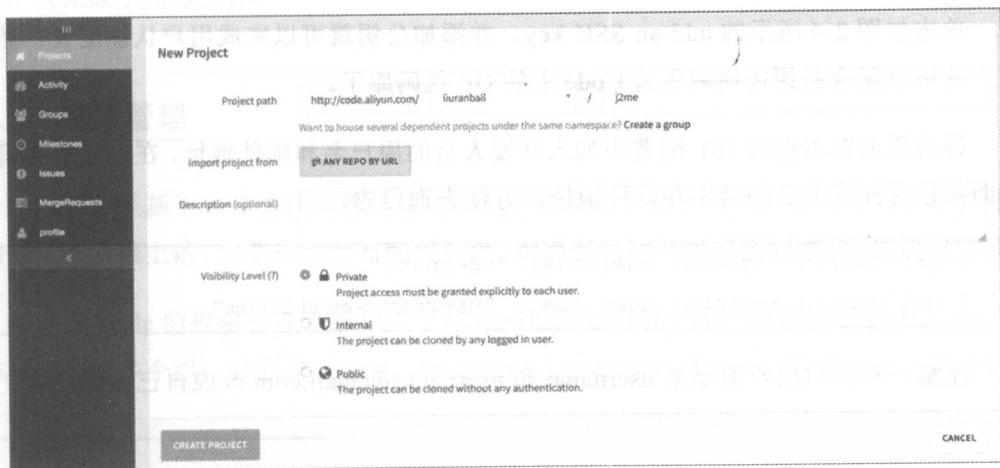 Projects
Activity
Groups
Milestones
Issues
MergeRequests
profile
New Project
Project path http://code.aliyun.com/ liuranbail / j2me
Want to house several dependent projects under the same namespace? Create a group
Import project from ANY REPO BY URL
Description (optional)
Visibility Level (?) Private
Project access must be granted explicitly to each user.
Internal
The project can be cloned by any logged in user.
Public
The project can be cloned without any authentication.
CREATE PROJECT CANCEL